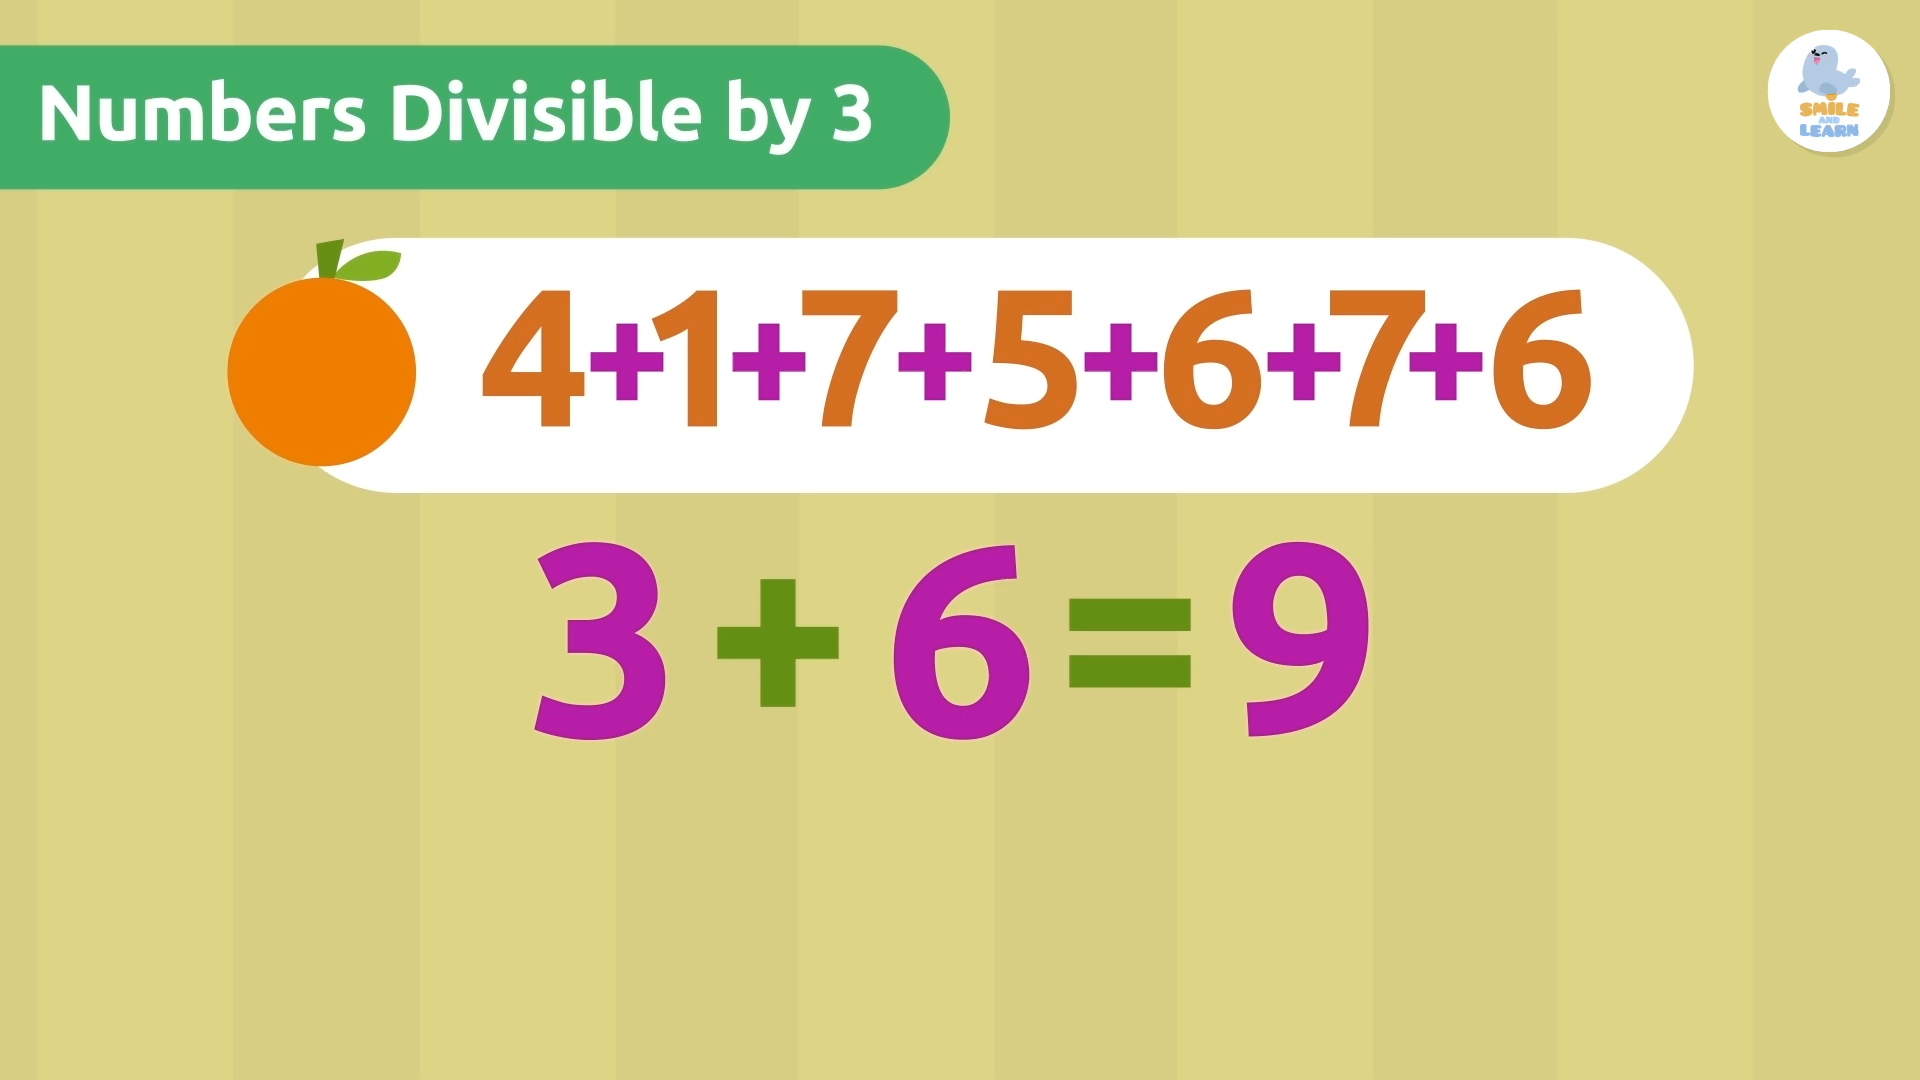 Numbers Divisible by 3
SMILE
AND
LEARN
4+1+7+5+6+7+6
3+6=9